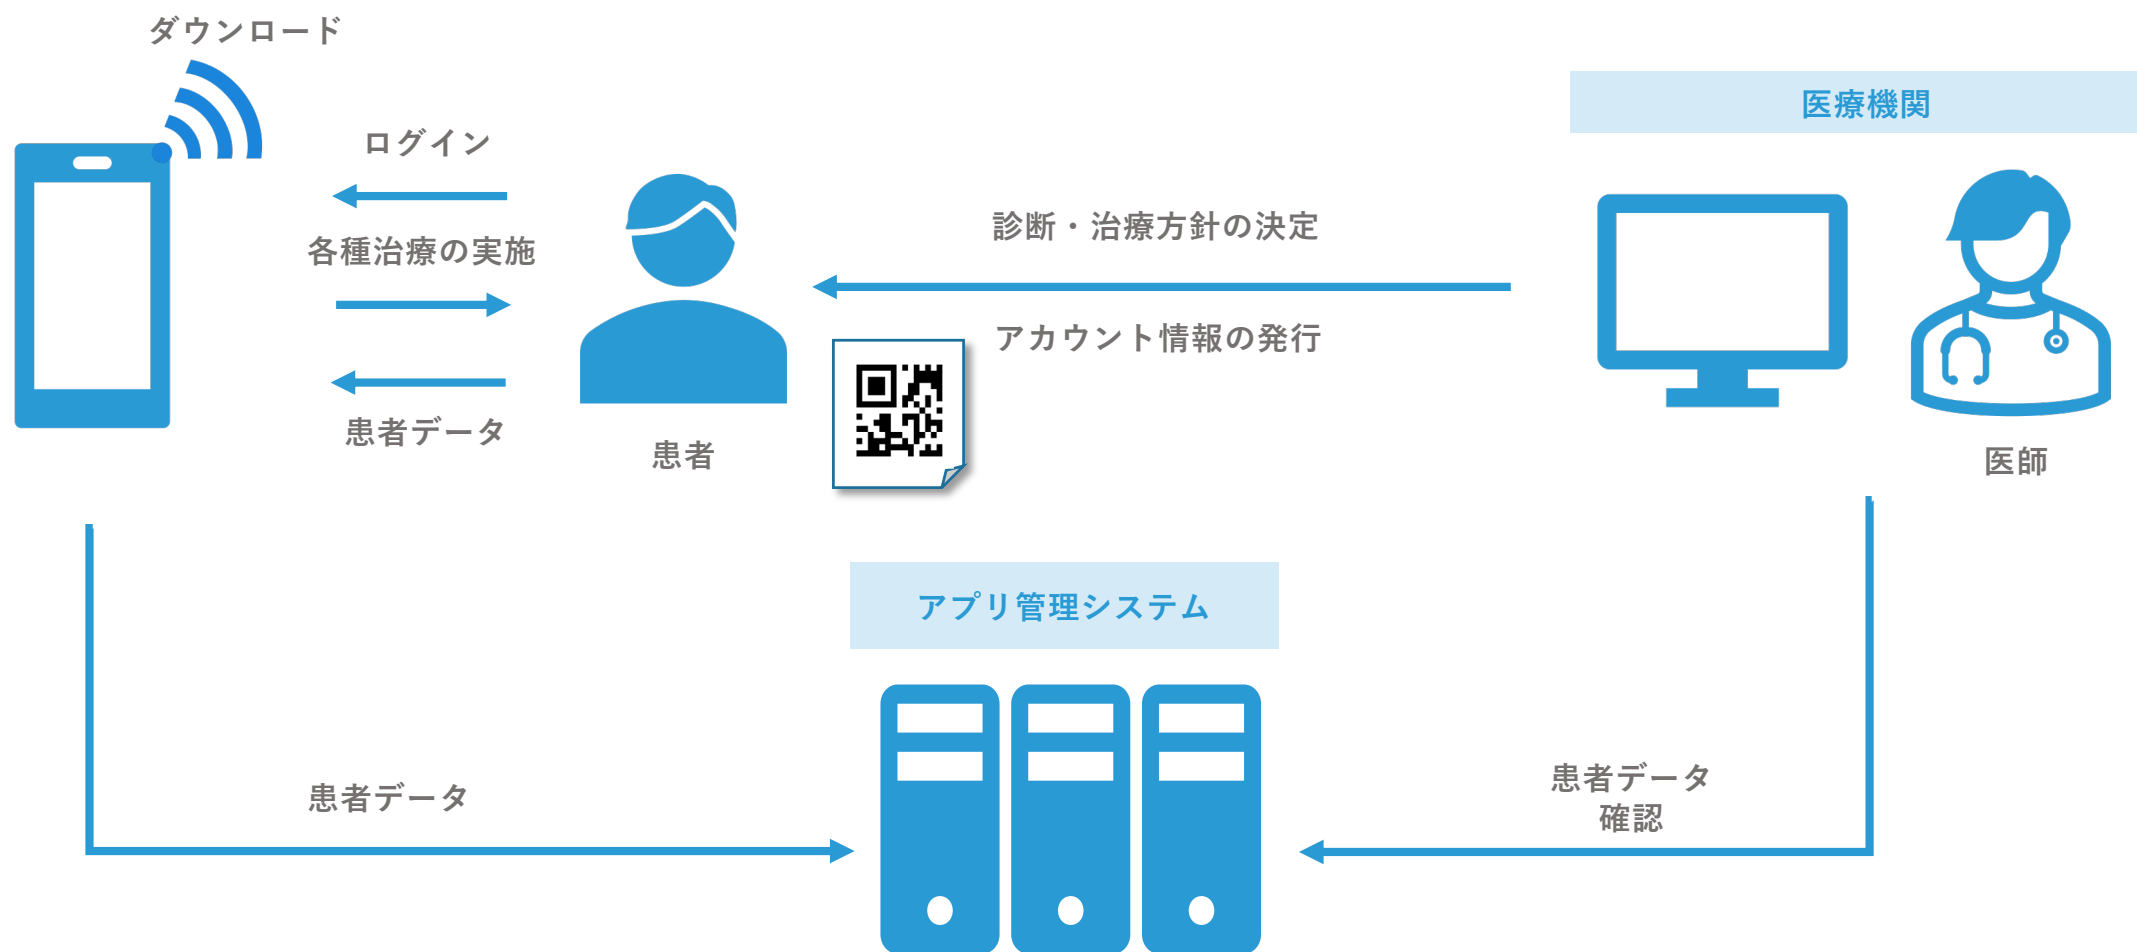 ダウンロード
医療機関
ログイン
各種治療の実施
診断・治療方針の決定
アカウント情報の発行
患者データ
患者
医師
アプリ管理システム
患者データ
患者データ
確認